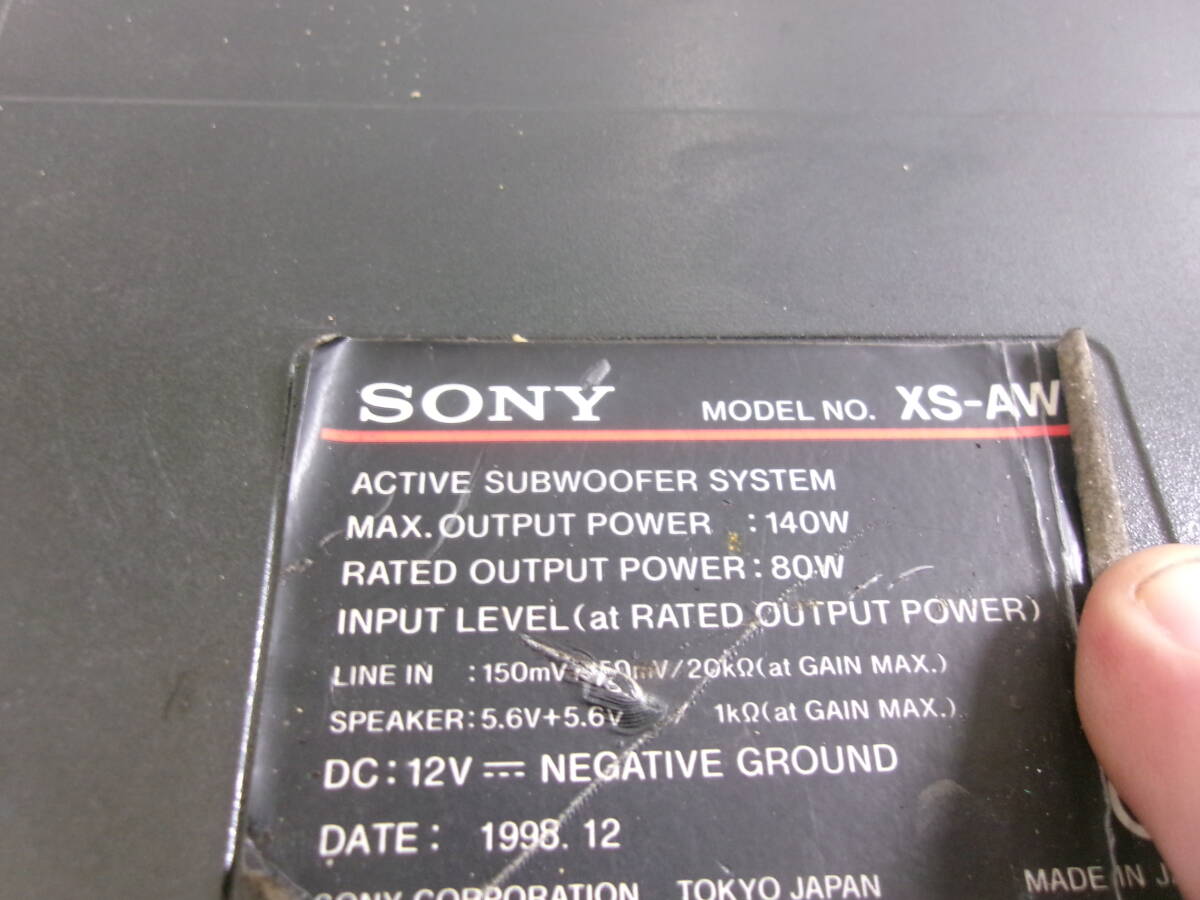 SONY MODEL NO. XS-AW
ACTIVE SUBWOOFER SYSTEM
MAX. OUTPUT POWER : 140W
RATED OUTPUT POWER : 80W
INPUT LEVEL (at RATED OUTPUT POWER)
LINE IN : 150mV+150mV/20kΩ (at GAIN MAX.)
SPEAKER: 5.6V+5.6V 1kΩ (at GAIN MAX.)
DC : 12V ⎓ NEGATIVE GROUND
DATE : 1998. 12
SONY CORPORATION TOKYO JAPAN MADE IN